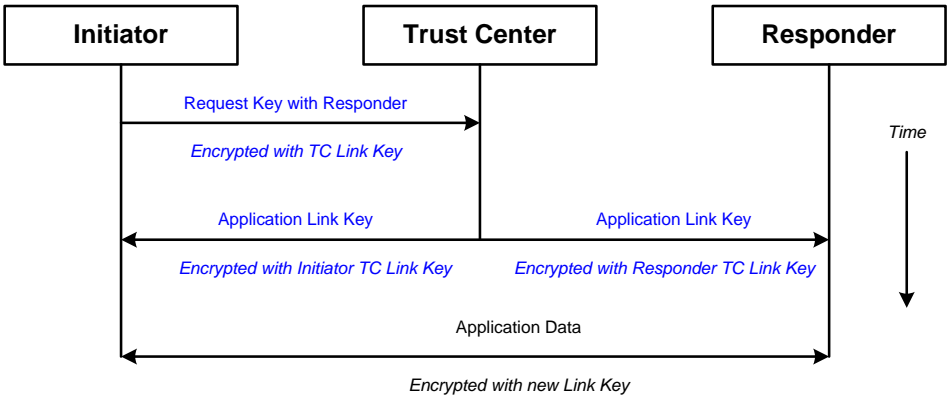 Initiator
Trust Center
Responder
Request Key with Responder
Encrypted with TC Link Key
Time
Application Link Key
Application Link Key
Encrypted with Initiator TC Link Key
Encrypted with Responder TC Link Key
Application Data
Encrypted with new Link Key